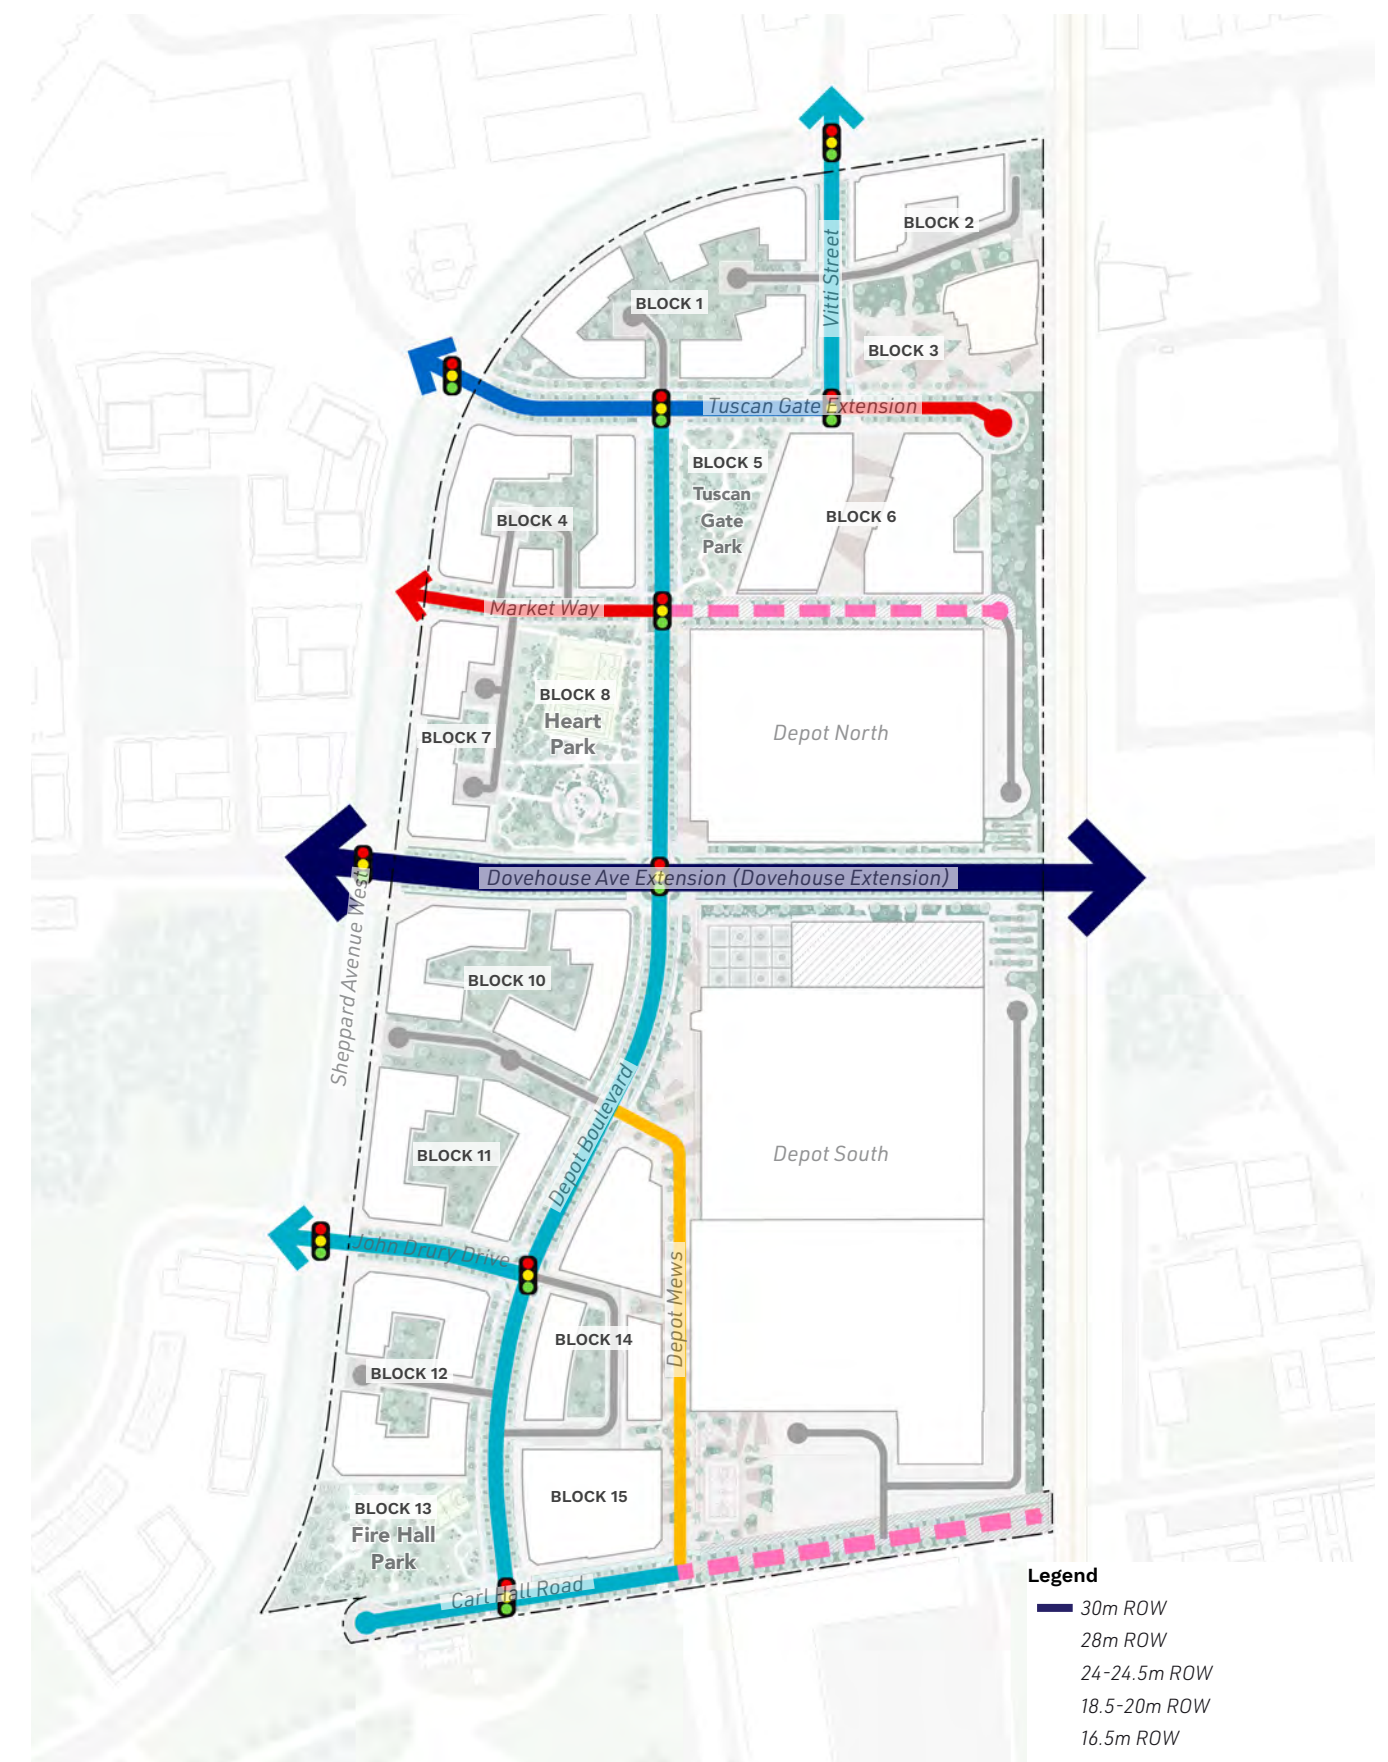 BLOCK 2
Vitti Street
BLOCK 1
BLOCK 3
Tuscan Gate Extension
BLOCK 5
Tuscan
Gate
Park
BLOCK 4
BLOCK 6
Market Way
BLOCK 8
Heart
Park
BLOCK 7
Depot North
Dovehouse Ave Extension (Dovehouse Extension)
Sheppard Avenue West
BLOCK 10
Depot Boulevard
BLOCK 11
Depot South
John Drury Drive
Depot Mews
BLOCK 14
BLOCK 12
BLOCK 15
BLOCK 13
Fire Hall
Park
Carl Hall Road
Legend
30m ROW
28m ROW
24-24.5m ROW
18.5-20m ROW
16.5m ROW